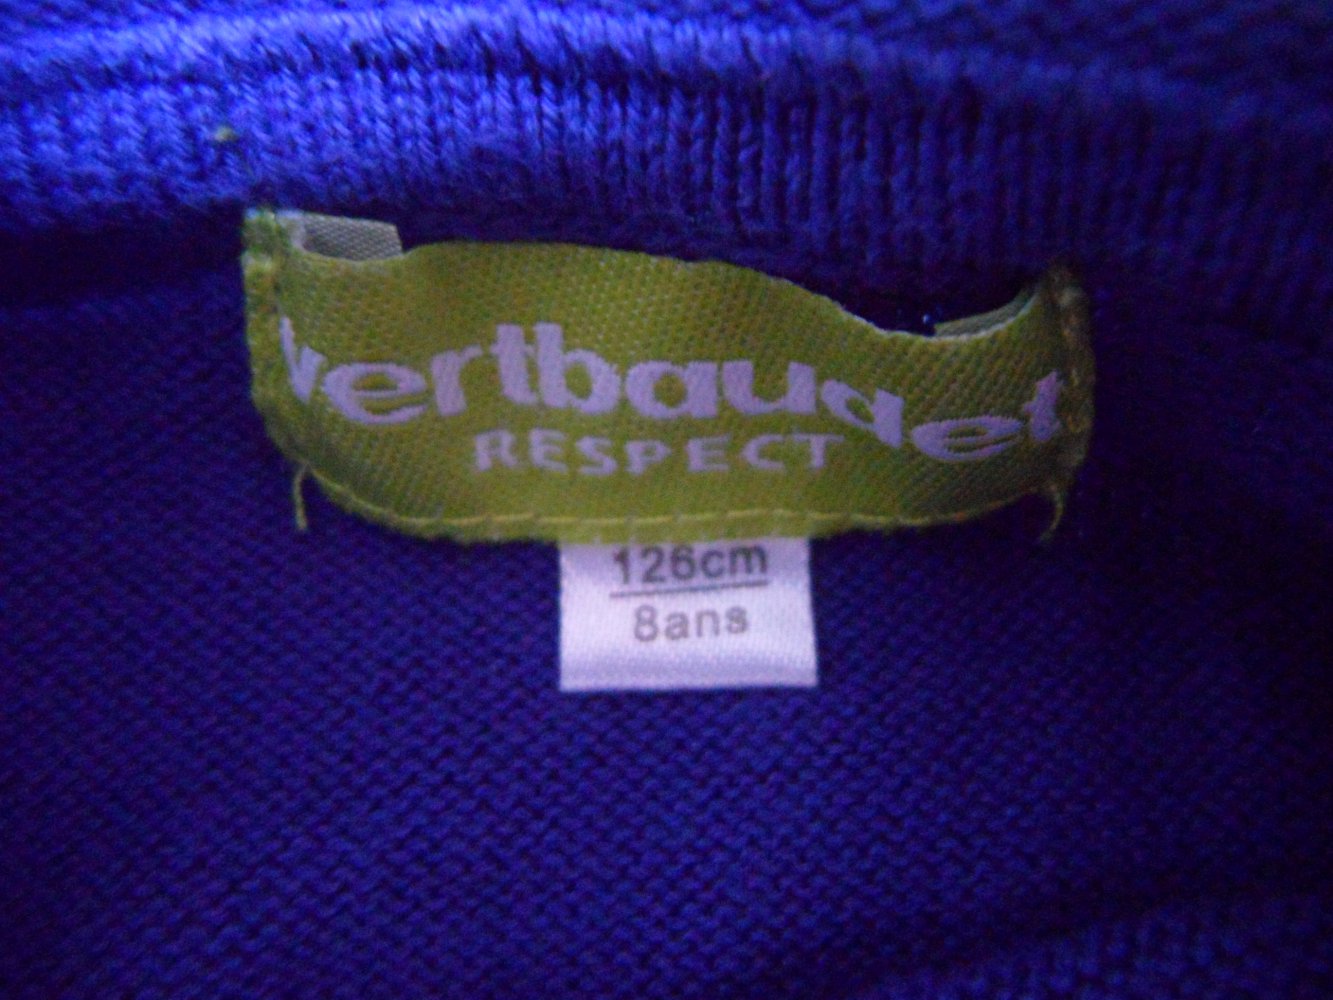 vertbaudet
RESPECT
126cm
8ans